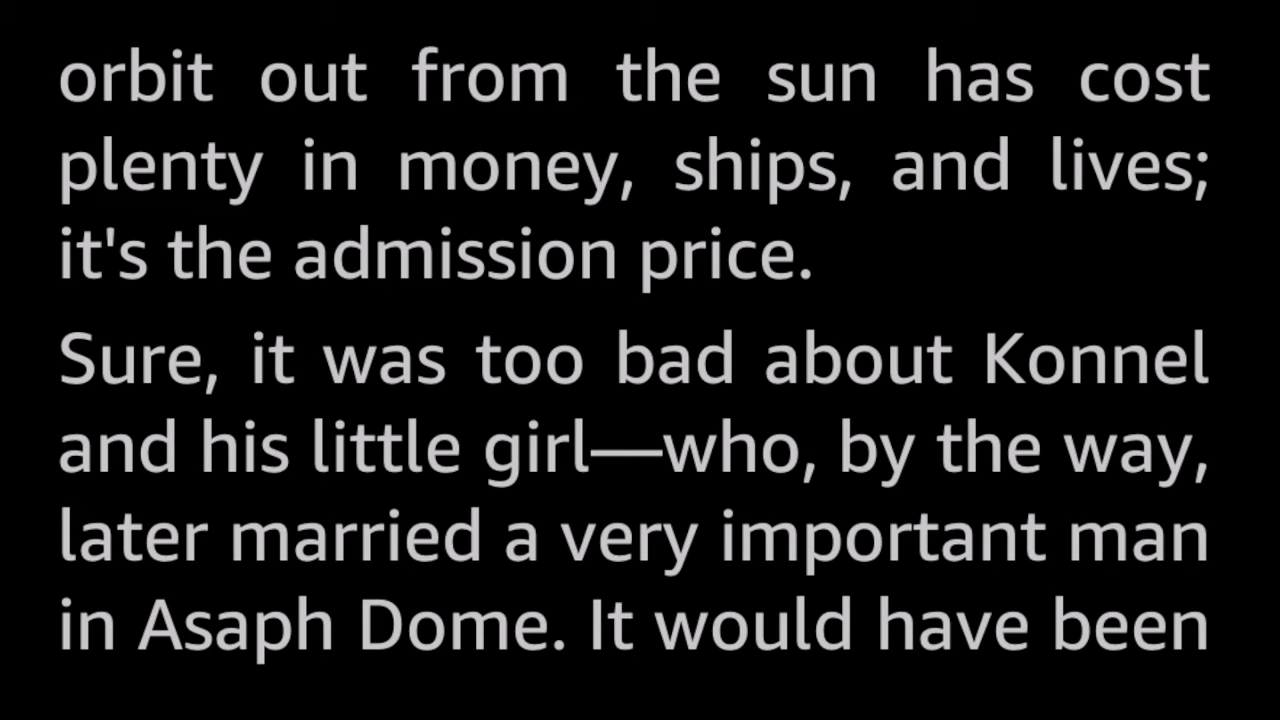 orbit out from the sun has cost
plenty in money, ships, and lives;
it's the admission price.
Sure, it was too bad about Konnel
and his little girl—who, by the way,
later married a very important man
in Asaph Dome. It would have been